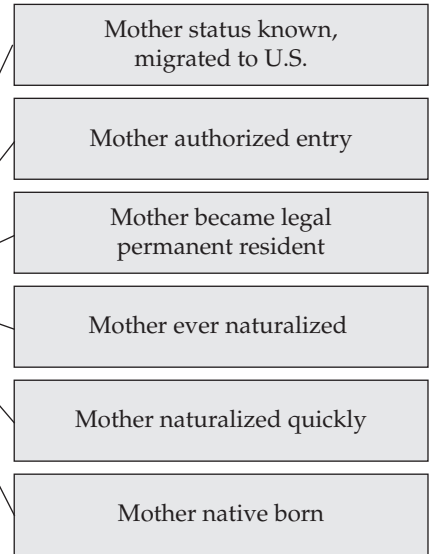 Mother status known,
migrated to U.S.
Mother authorized entry
Mother became legal
permanent resident
Mother ever naturalized
Mother naturalized quickly
Mother native born